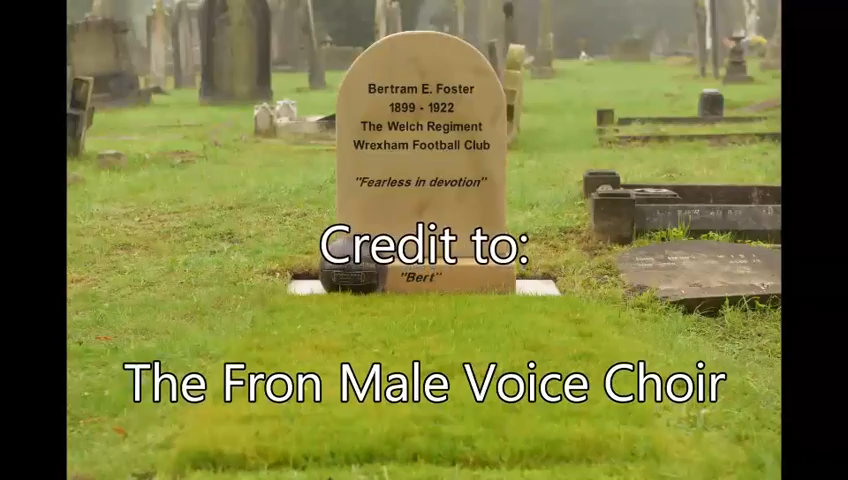 Bertram E. Foster
1899 - 1922
The Welch Regiment
Wrexham Football Club
"Fearless in devotion"
Credit to:
"Bert"
The Fron Male Voice Choir